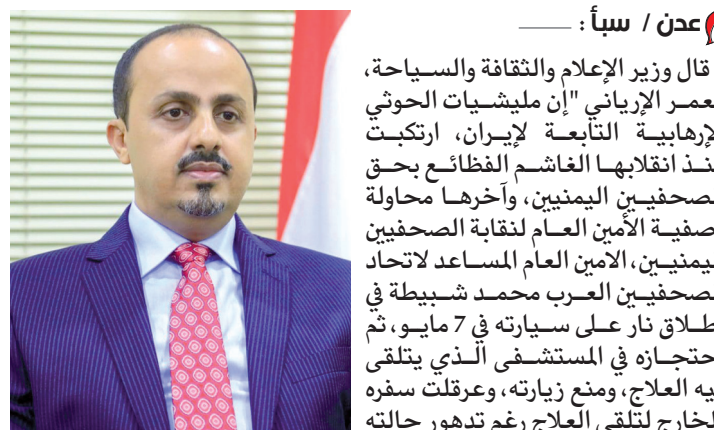 عدن / سبأ :
قال وزير الإعلام والثقافة والسياحة،
عمر الإرياني "إن مليشيات الحوثي
لإرهابية التابعة لإيران، ارتكبت
نذ انقلابها الغاشم الفظائع بحق
صحفيين اليمنيين، وآخرها محاولة
صفية الأمين العام لنقابة الصحفيين
يمنيين، الامين العام المساعد لاتحاد
صحفيين العرب محمد شبيطة في
طلاق نار على سيارته في 7 مايو، ثم
حتجازه في المستشفى الذي يتلقى
يه العلاج، ومنع زيارته، وعرقلت سفره
لخارج لتلقي العلاج رغم تدهور حالته